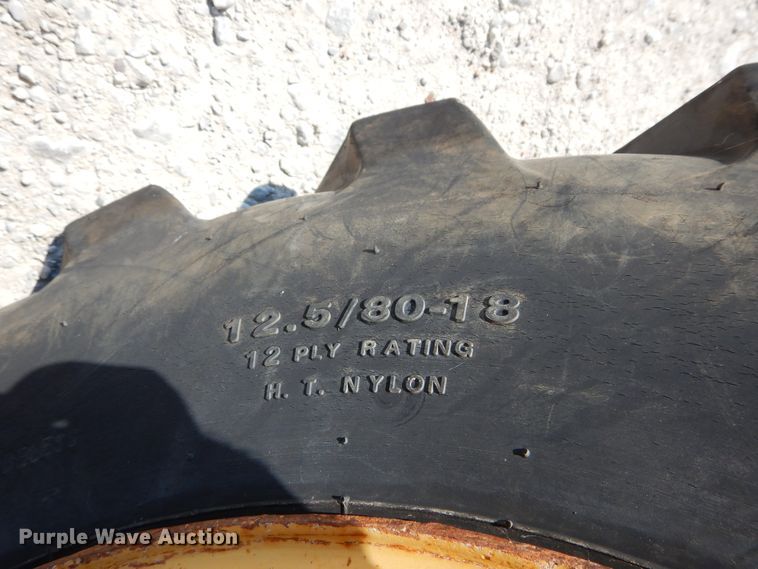 12.5/80-18
12 PLY RATING
H. T. NYLON
Purple Wave Auction®